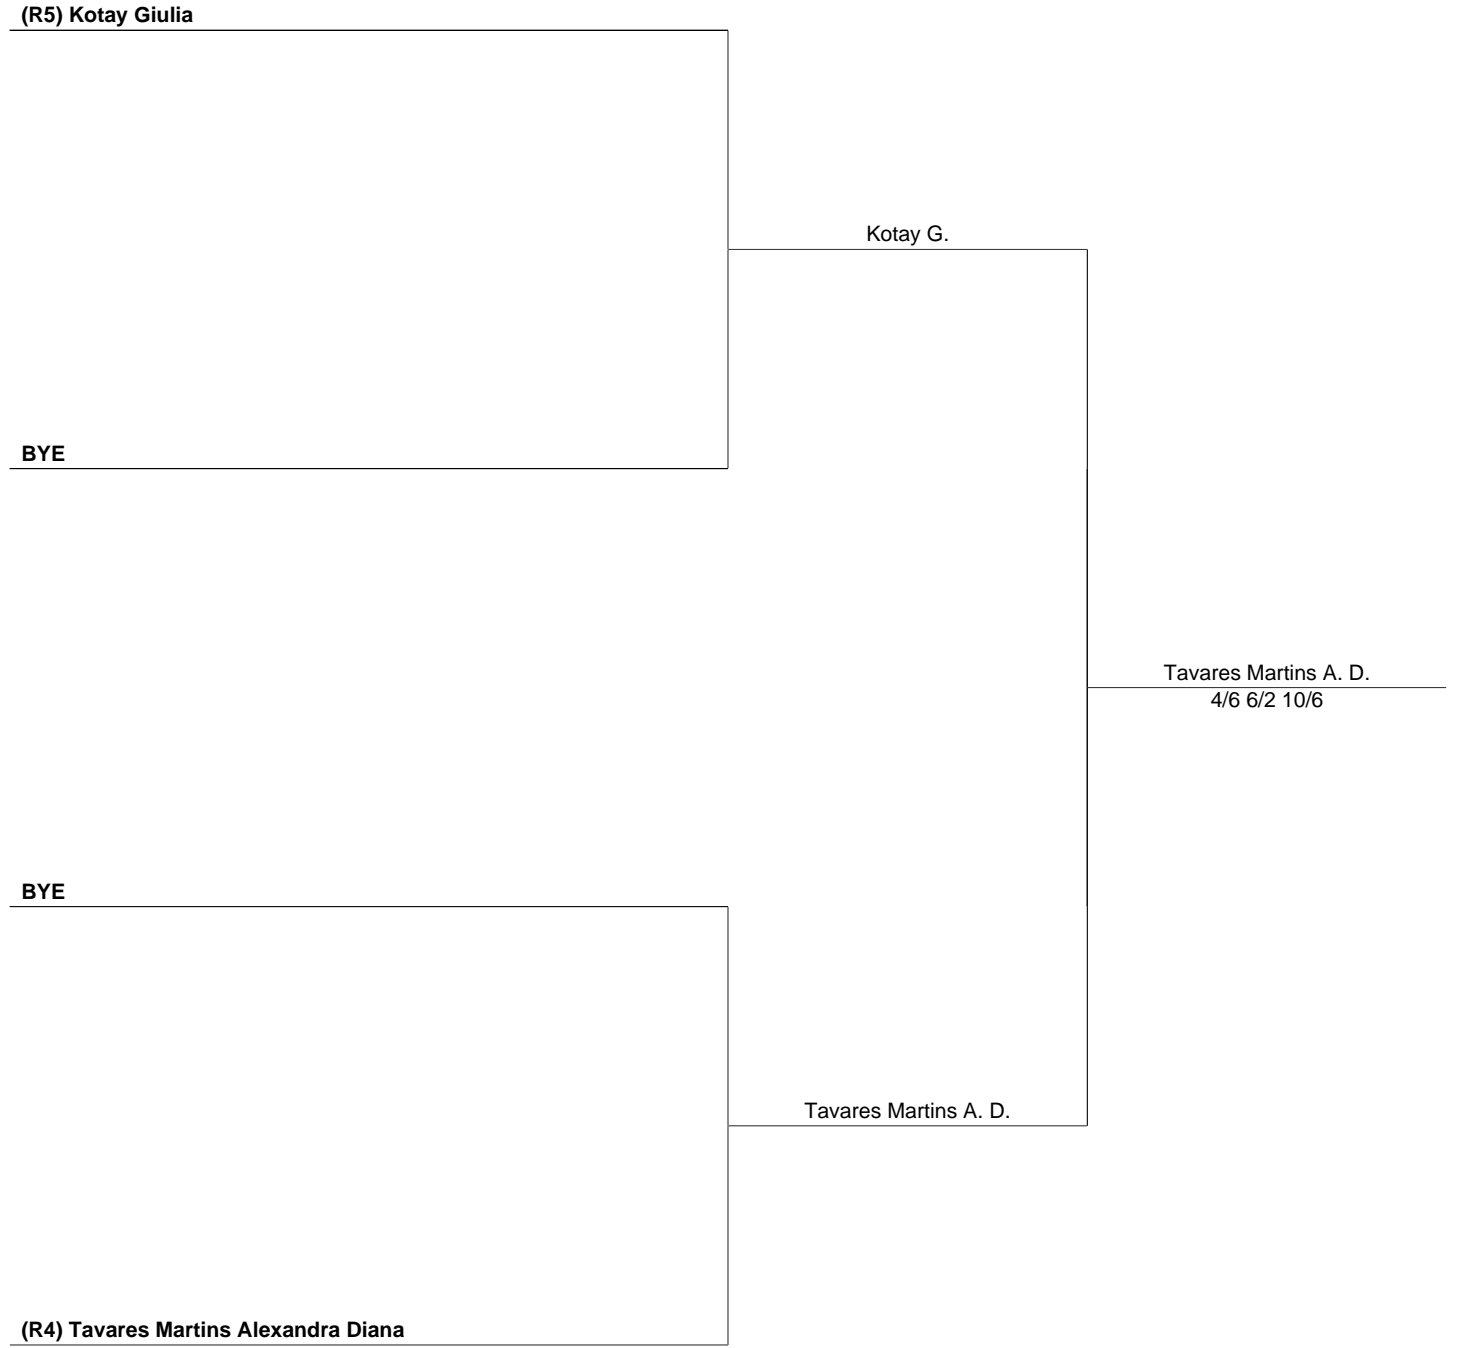 (R5) Kotay Giulia
Kotay G.
BYE
Tavares Martins A. D.
4/6 6/2 10/6
BYE
Tavares Martins A. D.
(R4) Tavares Martins Alexandra Diana